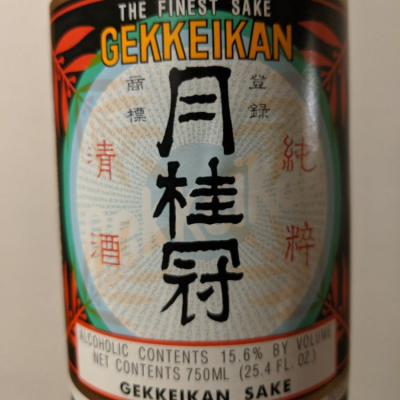 THE FINEST SAKE
GEKKEIKAN
登録
商標
月桂冠
純粋
清酒
ALCOHOLIC CONTENTS 15.6% BY VOLUME
NET CONTENTS 750ML (25.4 FL. OZ.)
GEKKEIKAN SAKE